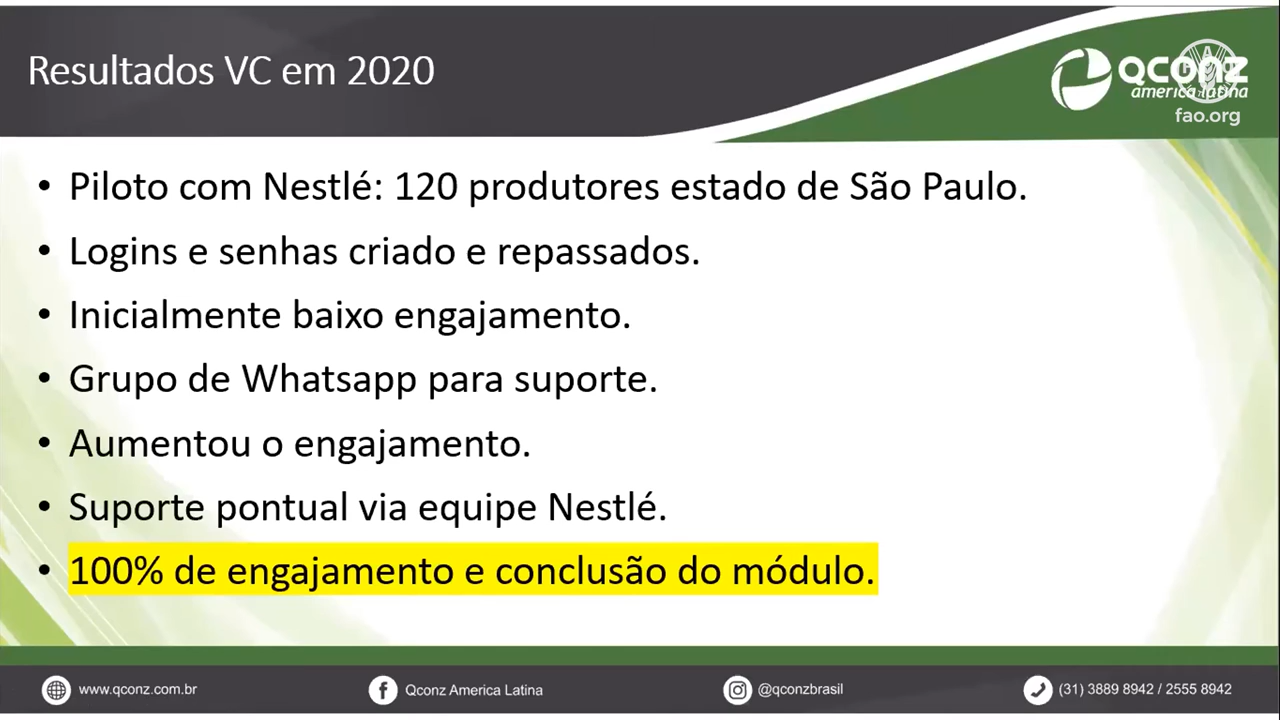 Resultados VC em 2020
qconz
america latina
fao.org
• Piloto com Nestlé: 120 produtores estado de São Paulo.
• Logins e senhas criado e repassados.
• Inicialmente baixo engajamento.
• Grupo de Whatsapp para suporte.
• Aumentou o engajamento.
• Suporte pontual via equipe Nestlé.
• 100% de engajamento e conclusão do módulo.
www.qconz.com.br
Qconz America Latina
@qconzbrasil
(31) 3889 8942 / 2555 8942